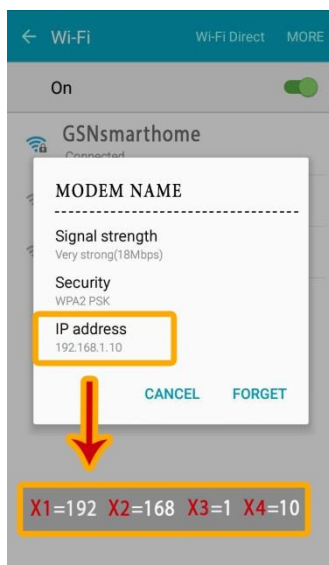 Wi-Fi Wi-Fi Direct MORE
On
GSNsmarthome
Connected
MODEM NAME
Signal strength
Very strong(18Mbps)
Security
WPA2 PSK
IP address
192.168.1.10
CANCEL FORGET
X1=192 X2=168 X3=1 X4=10